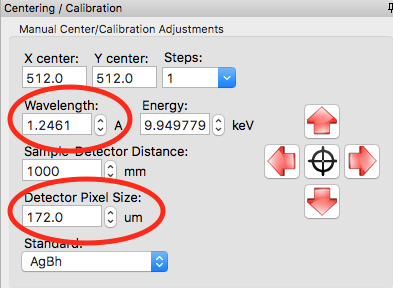 Centering / Calibration
Manual Center/Calibration Adjustments
X center: Y center: Steps:
512.0 512.0 1
Wavelength: Energy:
1.2461 A 9.949779 keV
Sample-Detector Distance:
1000 mm
Detector Pixel Size:
172.0 um
Standard:
AgBh